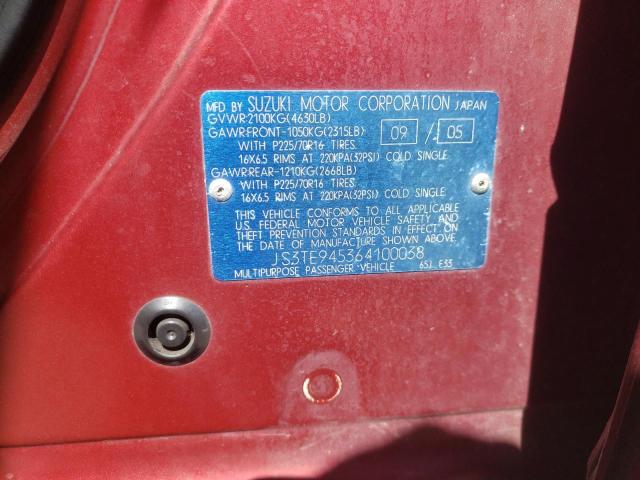 MFD BY SUZUKI MOTOR CORPORATION JAPAN
GVWR:2100KG(4630LB)
GAWR:FRONT-1050KG(2315LB) 09 / 05
WITH P225/70R16 TIRES.
16X6.5 RIMS AT 220KPA(32PSI) COLD SINGLE
GAWR:REAR-1210KG(2668LB)
WITH P225/70R16 TIRES.
16X6.5 RIMS AT 220KPA(32PSI) COLD SINGLE
THIS VEHICLE CONFORMS TO ALL APPLICABLE
U.S. FEDERAL MOTOR VEHICLE SAFETY AND
THEFT PREVENTION STANDARDS IN EFFECT ON
THE DATE OF MANUFACTURE SHOWN ABOVE.
JS3TE945364100038
MULTIPURPOSE PASSENGER VEHICLE 65J E33